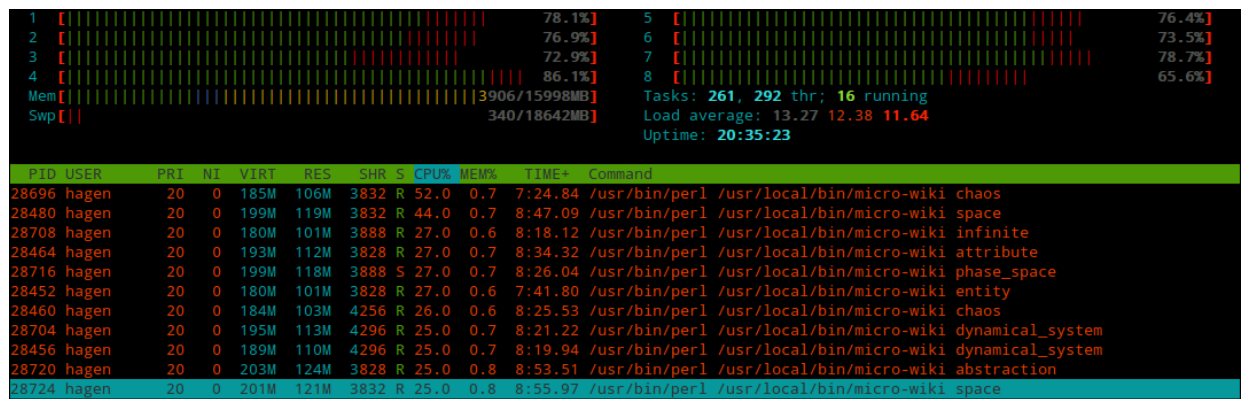 1 [ 78.1%] 5 [ 76.4%]
2 [ 76.9%] 6 [ 73.5%]
3 [ 72.9%] 7 [ 78.7%]
4 [ 86.1%] 8 [ 65.6%]
Mem[ 3906/15998MB] Tasks: 261, 292 thr; 16 running
Swp[ 340/18642MB] Load average: 13.27 12.38 11.64
Uptime: 20:35:23
PID USER PRI NI VIRT RES SHR S CPU% MEM% TIME+ Command
28696 hagen 20 0 185M 106M 3832 R 52.0 0.7 7:24.84 /usr/bin/perl /usr/local/bin/micro-wiki chaos
28480 hagen 20 0 199M 119M 3832 R 44.0 0.7 8:47.09 /usr/bin/perl /usr/local/bin/micro-wiki space
28708 hagen 20 0 180M 101M 3888 R 27.0 0.6 8:18.12 /usr/bin/perl /usr/local/bin/micro-wiki infinite
28464 hagen 20 0 193M 112M 3828 R 27.0 0.7 8:34.32 /usr/bin/perl /usr/local/bin/micro-wiki attribute
28716 hagen 20 0 199M 118M 3888 S 27.0 0.7 8:26.04 /usr/bin/perl /usr/local/bin/micro-wiki phase_space
28452 hagen 20 0 180M 101M 3828 R 27.0 0.6 7:41.80 /usr/bin/perl /usr/local/bin/micro-wiki entity
28460 hagen 20 0 184M 103M 4256 R 26.0 0.6 8:25.53 /usr/bin/perl /usr/local/bin/micro-wiki chaos
28704 hagen 20 0 195M 113M 4296 R 25.0 0.7 8:21.22 /usr/bin/perl /usr/local/bin/micro-wiki dynamical_system
28456 hagen 20 0 189M 110M 4296 R 25.0 0.7 8:19.94 /usr/bin/perl /usr/local/bin/micro-wiki dynamical_system
28720 hagen 20 0 203M 124M 3828 R 25.0 0.8 8:53.51 /usr/bin/perl /usr/local/bin/micro-wiki abstraction
28724 hagen 20 0 201M 121M 3832 R 25.0 0.8 8:55.97 /usr/bin/perl /usr/local/bin/micro-wiki space